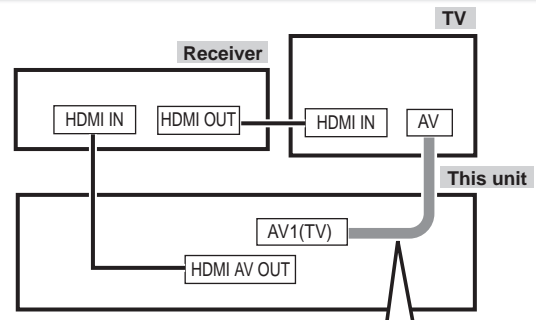 TV
Receiver
HDMI IN
HDMI OUT
HDMI IN
AV
This unit
AV1(TV)
HDMI AV OUT